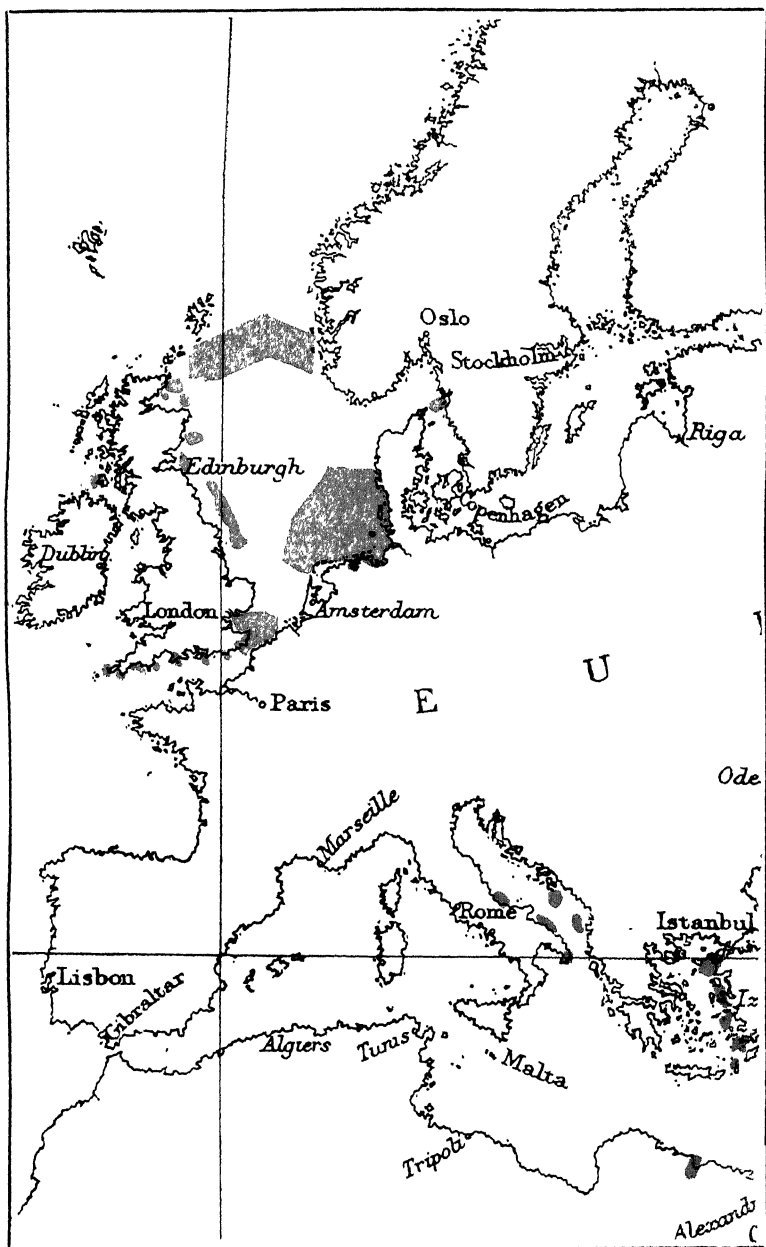 Oslo
Stockholm
Riga
Edinburgh
Copenhagen
Dublin
London
Amsterdam
E
U
Paris
Ode
Marseille
Rome
Istanbul
Lisbon
Gibraltar
Algiers
Tunis
Malta
Tripoli
Alexand